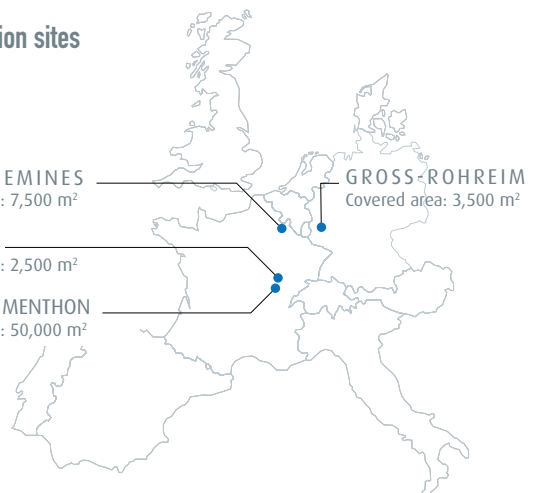 ion sites
EMINES
: 7,500 m²
GROSS-ROHREIM
Covered area: 3,500 m²
: 2,500 m²
MENTHON
: 50,000 m²